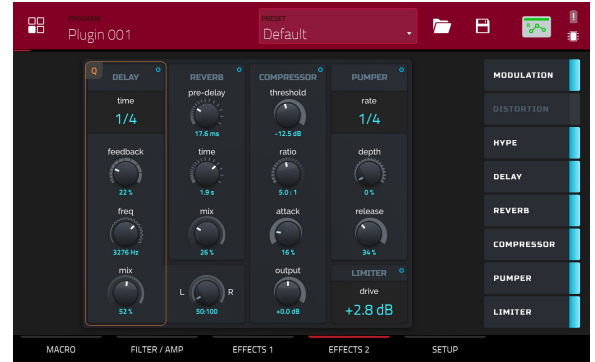 PROGRAM
Plugin 001
PRESET
Default
R
Q
DELAY
time
1/4
feedback
22 %
freq
3276 Hz
mix
52 %
REVERB
pre-delay
17.6 ms
time
1.9 s
mix
26 %
L
R
50:100
COMPRESSOR
threshold
-12.5 dB
ratio
5.0 : 1
attack
16 %
output
+0.0 dB
PUMPER
rate
1/4
depth
0 %
release
34 %
LIMITER
drive
+2.8 dB
MODULATION
DISTORTION
HYPE
DELAY
REVERB
COMPRESSOR
PUMPER
LIMITER
MACRO
FILTER / AMP
EFFECTS 1
EFFECTS 2
SETUP